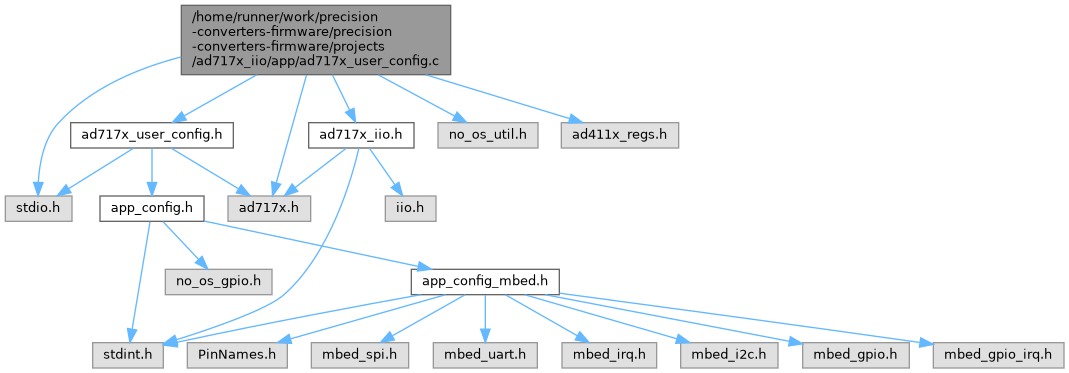 /home/runner/work/precision
-converters-firmware/precision
-converters-firmware/projects
/ad717x_iio/app/ad717x_user_config.c
ad717x_user_config.h
ad717x_iio.h
no_os_util.h
ad411x_regs.h
stdio.h
app_config.h
ad717x.h
iio.h
no_os_gpio.h
app_config_mbed.h
stdint.h
PinNames.h
mbed_spi.h
mbed_uart.h
mbed_irq.h
mbed_i2c.h
mbed_gpio.h
mbed_gpio_irq.h